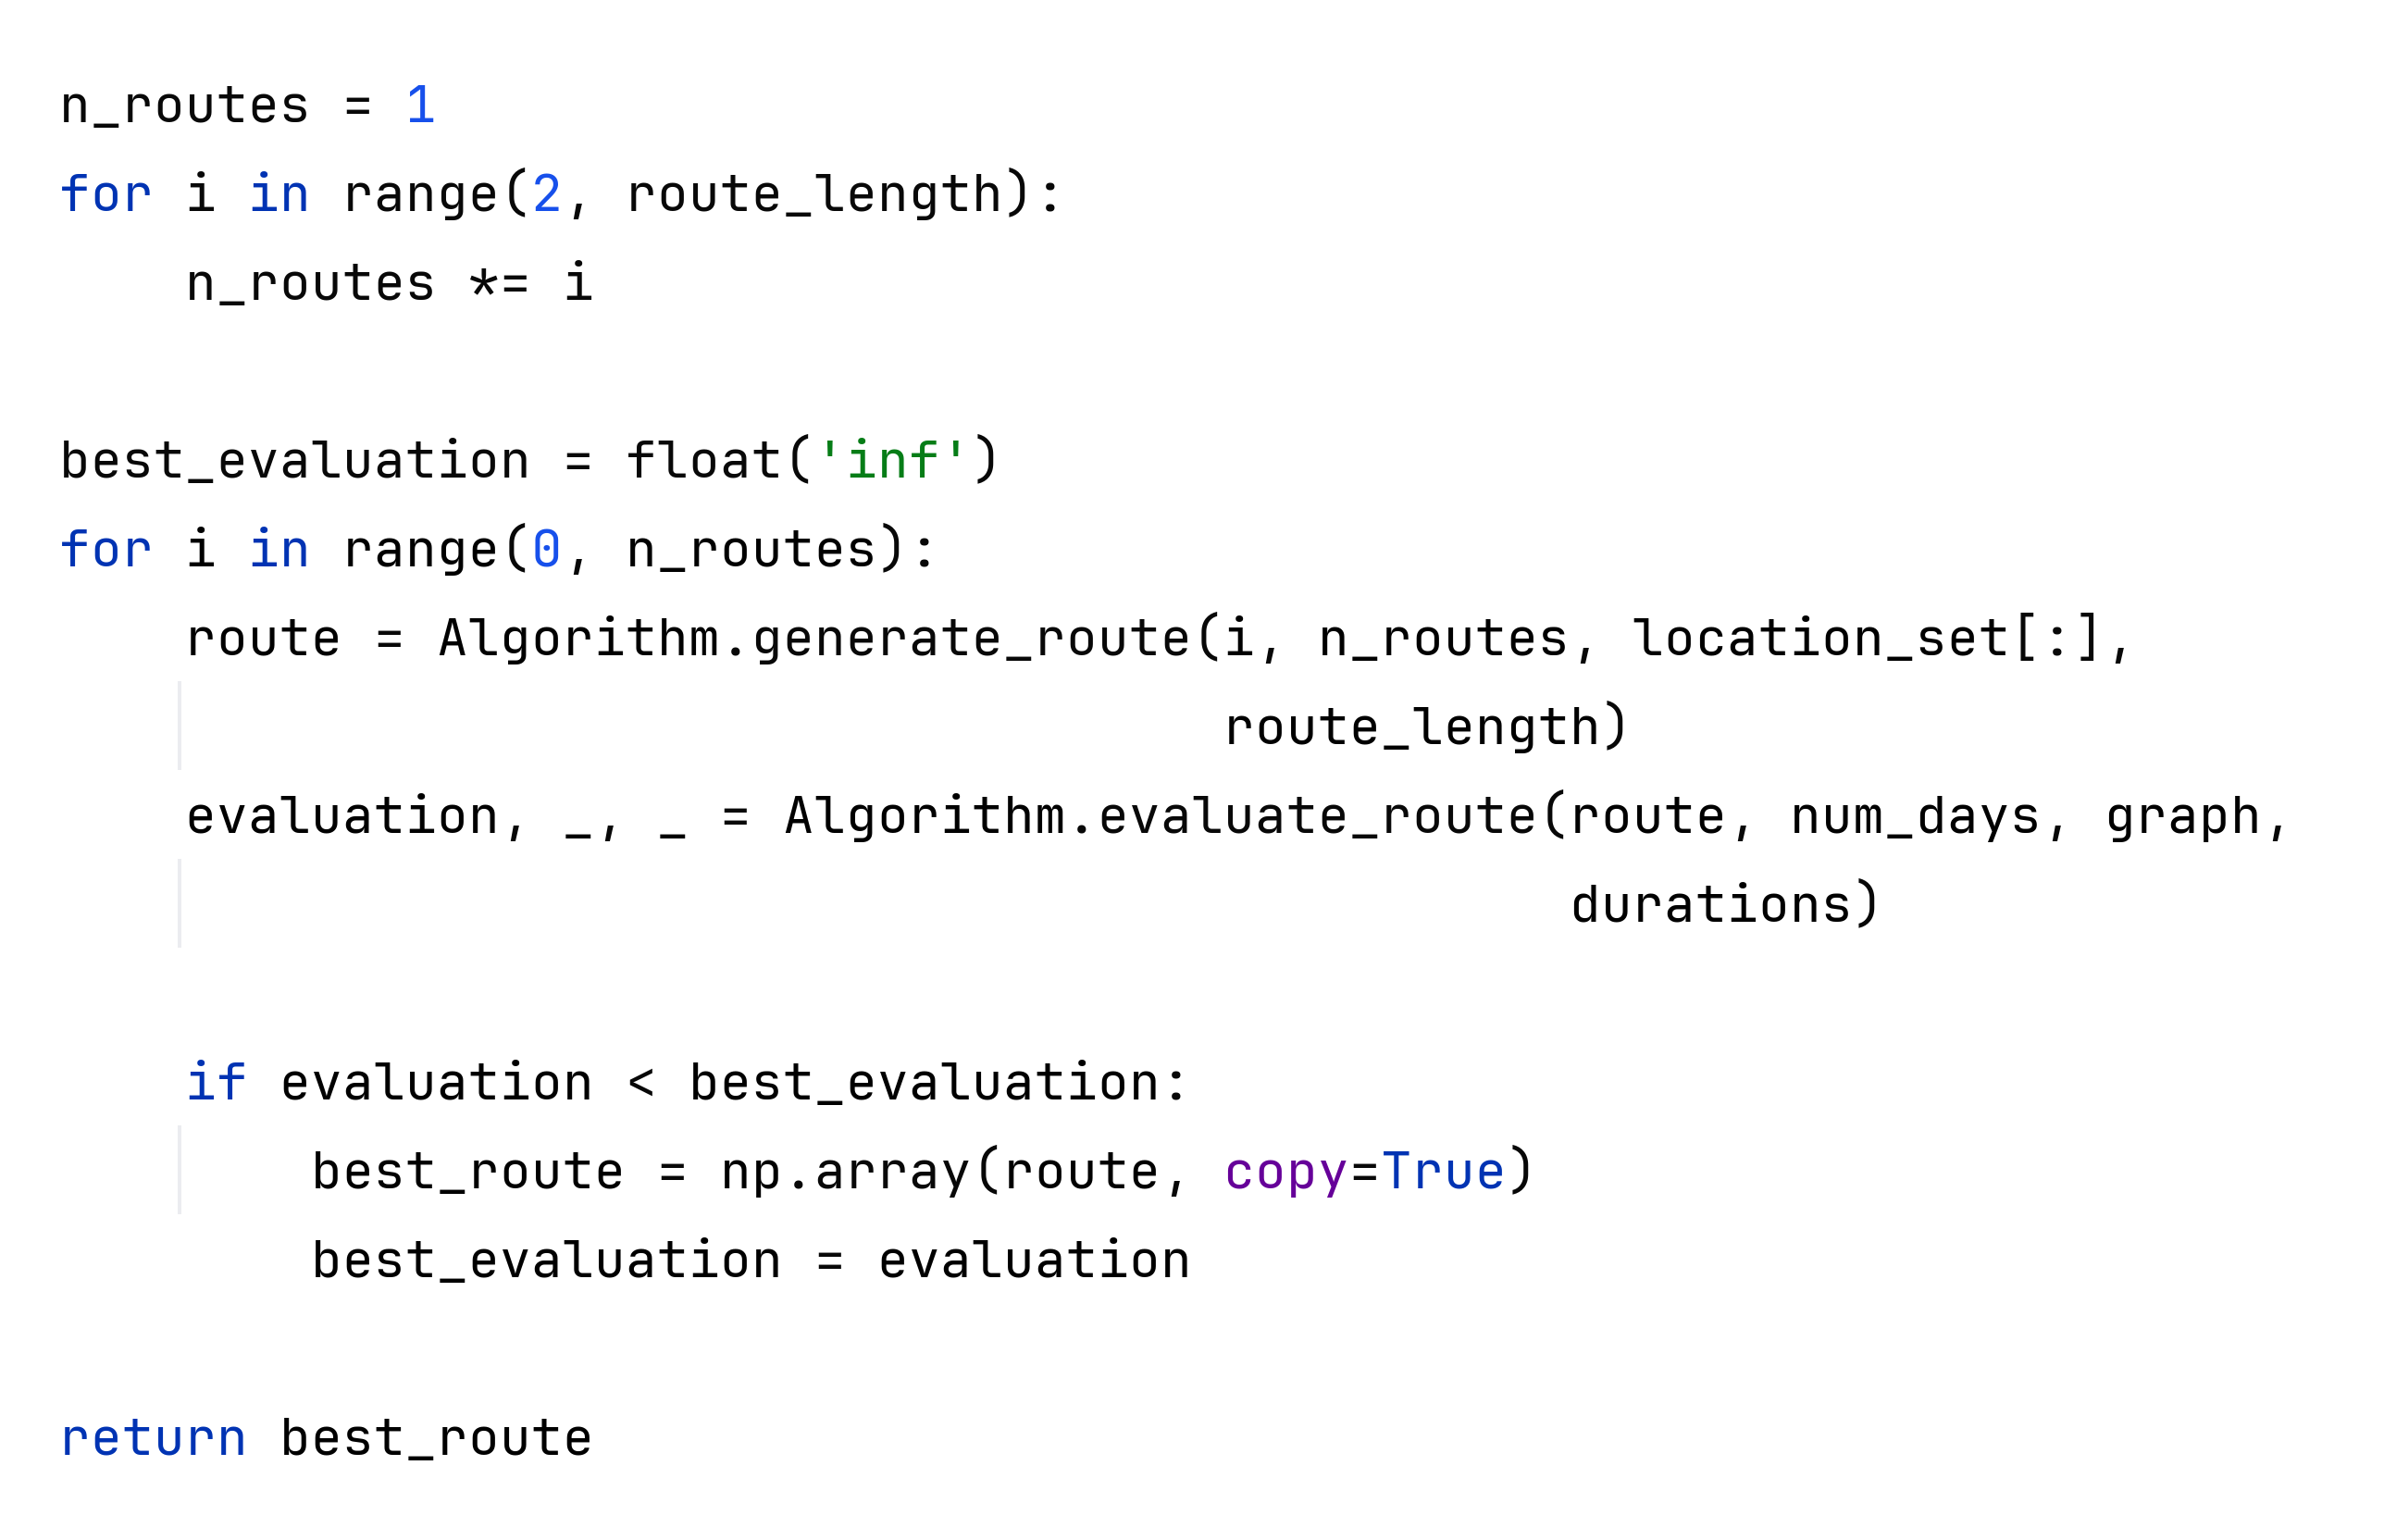 n_routes = 1
for i in range(2, route_length):
    n_routes *= i

best_evaluation = float('inf')
for i in range(0, n_routes):
    route = Algorithm.generate_route(i, n_routes, location_set[:],
                                     route_length)
    evaluation, _, _ = Algorithm.evaluate_route(route, num_days, graph,
                                                durations)

    if evaluation < best_evaluation:
        best_route = np.array(route, copy=True)
        best_evaluation = evaluation

return best_route